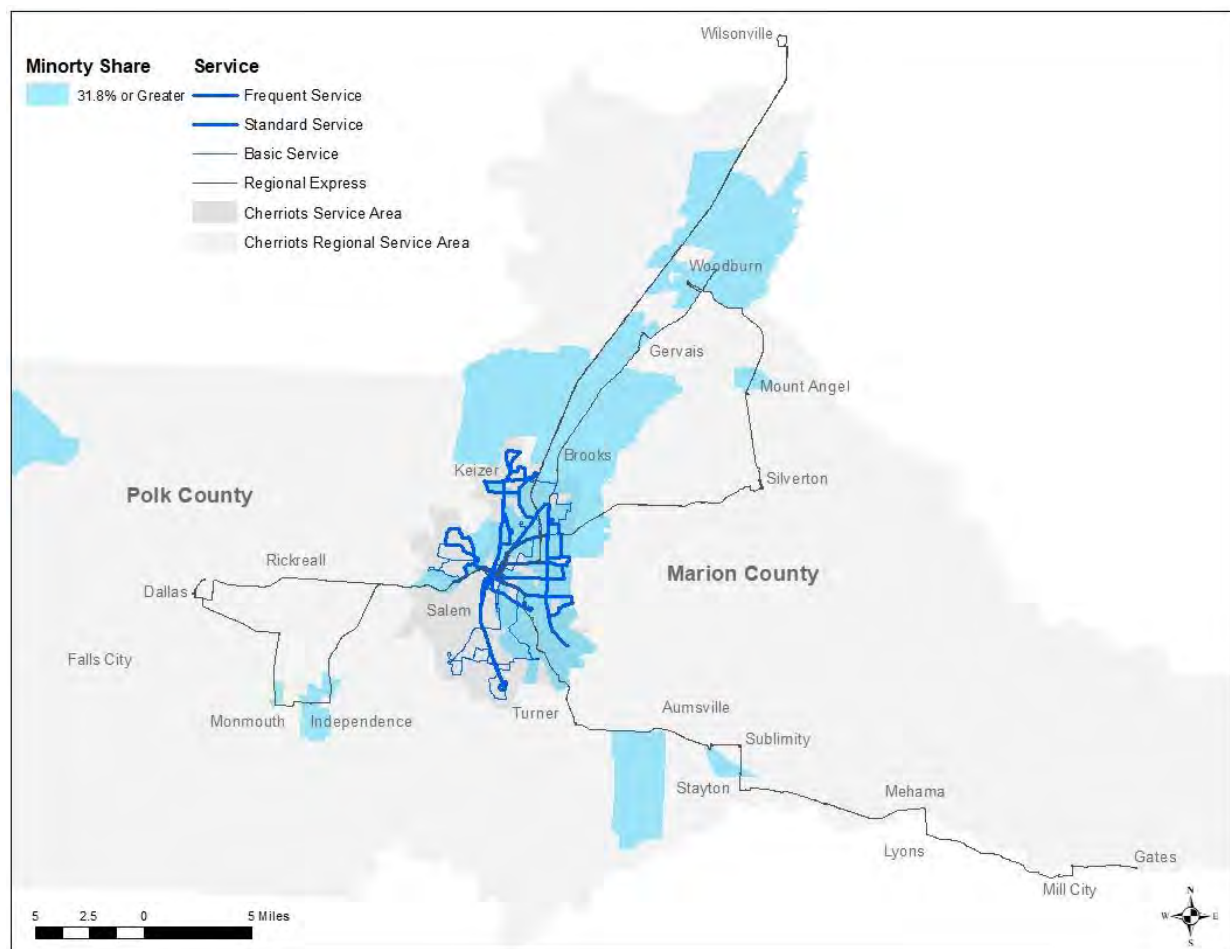 Minorty Share
31.8% or Greater
Service
Frequent Service
Standard Service
Basic Service
Regional Express
Cherriots Service Area
Cherriots Regional Service Area
Wilsonville
Woodburn
Gervais
Mount Angel
Brooks
Keizer
Silverton
Polk County
Rickreall
Marion County
Dallas
Salem
Falls City
Monmouth
Independence
Turner
Aumsville
Sublimity
Stayton
Mehama
Lyons
Gates
Mill City
5 2.5 0 5 Miles
N
W E
S